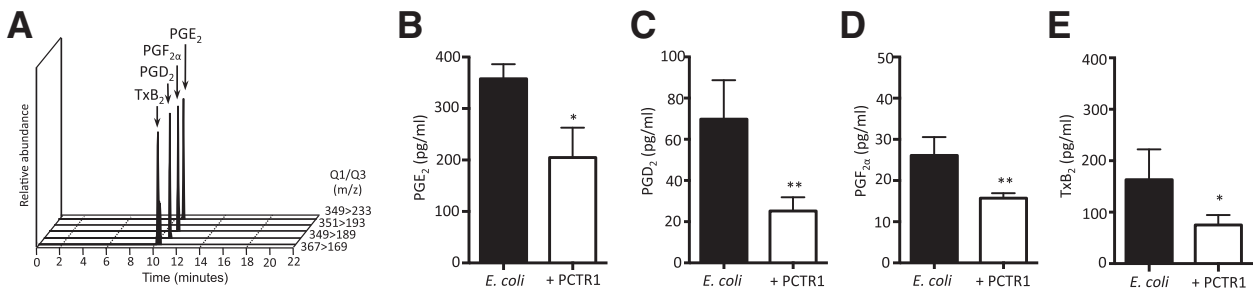 A
PGE2
PGF2α
PGD2
TxB2
Relative abundance
Q1/Q3
(m/z)
349>233
351>193
349>189
367>169
0 2 4 6 8 10 12 14 16 18 20 22
Time (minutes)
B
PGE2 (pg/ml)
400
300
200
100
0
*
E. coli + PCTR1
C
PGD2 (pg/ml)
100
80
60
40
20
0
**
E. coli + PCTR1
D
PGF2α (pg/ml)
50
40
30
20
10
0
**
E. coli + PCTR1
E
TxB2 (pg/ml)
400
300
200
100
0
*
E. coli + PCTR1